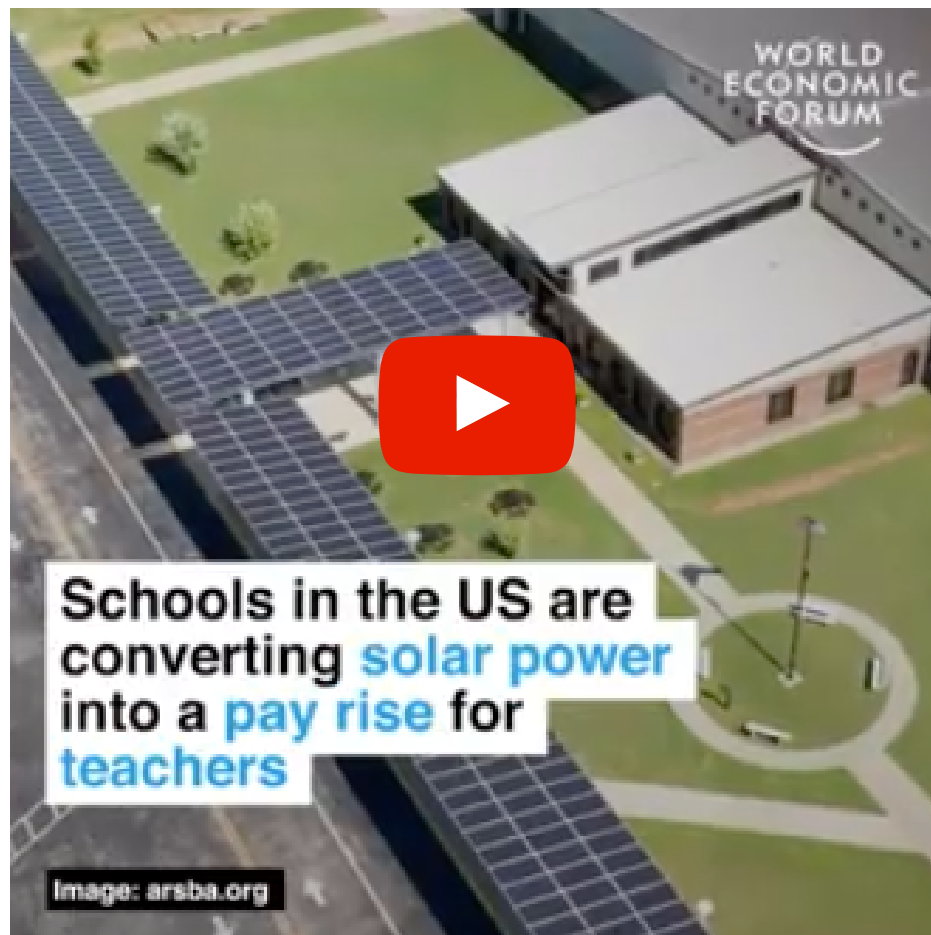 WORLD
ECONOMIC
FORUM
Schools in the US are
converting solar power
into a pay rise for
teachers
Image: arsba.org